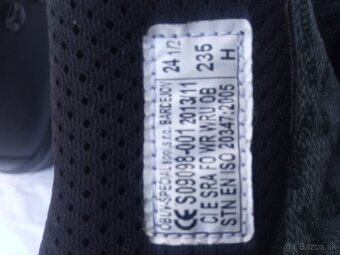 OBUV-ŠPECIÁL spol. s r.o. BARDEJOV
CE S09098-001 2013/11
CI E SRA FO WR WRU OB
STN EN ISO 20347:2005
24 1/2
235
H
bazos.sk